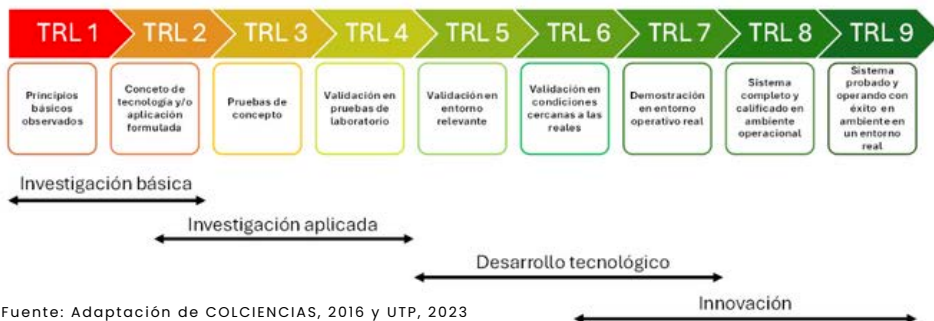 TRL 1
TRL 2
TRL 3
TRL 4
TRL 5
TRL 6
TRL 7
TRL 8
TRL 9
Principios
básicos
observados
Conceto de
tecnología y/o
aplicación
formulada
Pruebas de
concepto
Validación en
pruebas de
laboratorio
Validación en
entorno
relevante
Validación en
condiciones
cercanas a las
reales
Demostración
en entorno
operativo real
Sistema
completo y
calificado en
ambiente
operacional
Sistema
probado y
operando con
éxito en
ambiente en
un entorno
real
Investigación básica
Investigación aplicada
Desarrollo tecnológico
Innovación
Fuente: Adaptación de COLCIENCIAS, 2016 y UTP, 2023